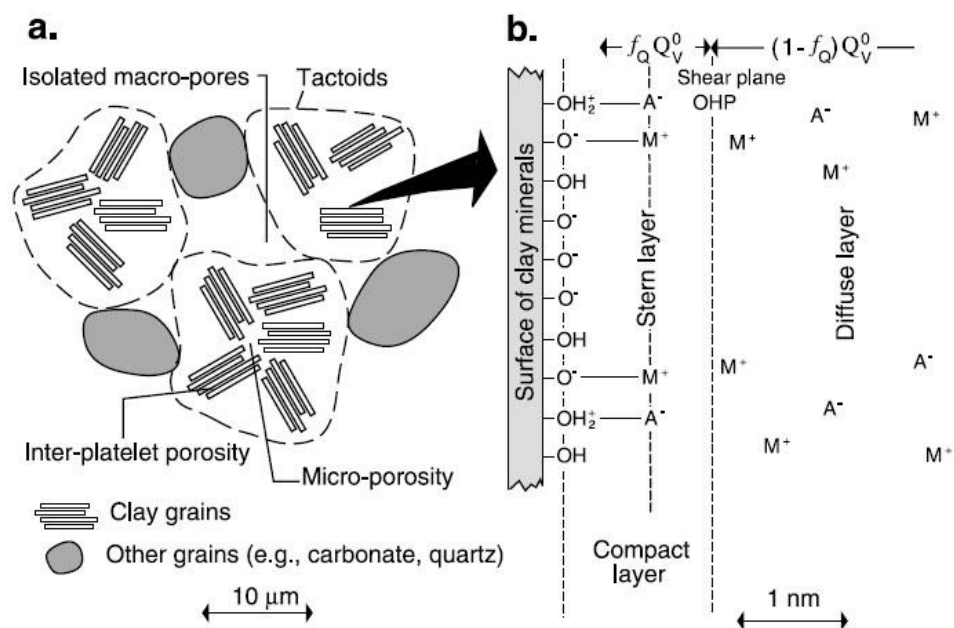 a.
Isolated macro-pores
Tactoids
Inter-platelet porosity
Micro-porosity
Clay grains
Other grains (e.g., carbonate, quartz)
10 µm
b.
f_Q Q_V^0
(1- f_Q) Q_V^0
Shear plane
OHP
Surface of clay minerals
OH₂⁺
O⁻
OH
O⁻
O⁻
O⁻
OH
O⁻
OH₂⁺
OH
A⁻
M⁺
Stern layer
M⁺
A⁻
Compact
layer
Diffuse layer
A⁻
M⁺
M⁺
M⁺
M⁺
A⁻
A⁻
M⁺
M⁺
1 nm